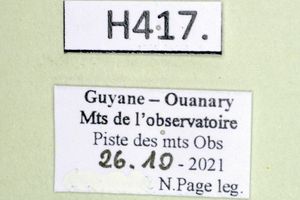 H417.
Guyane – Ouanary
Mts de l'observatoire
Piste des mts Obs
26.10 - 2021
N.Page leg.